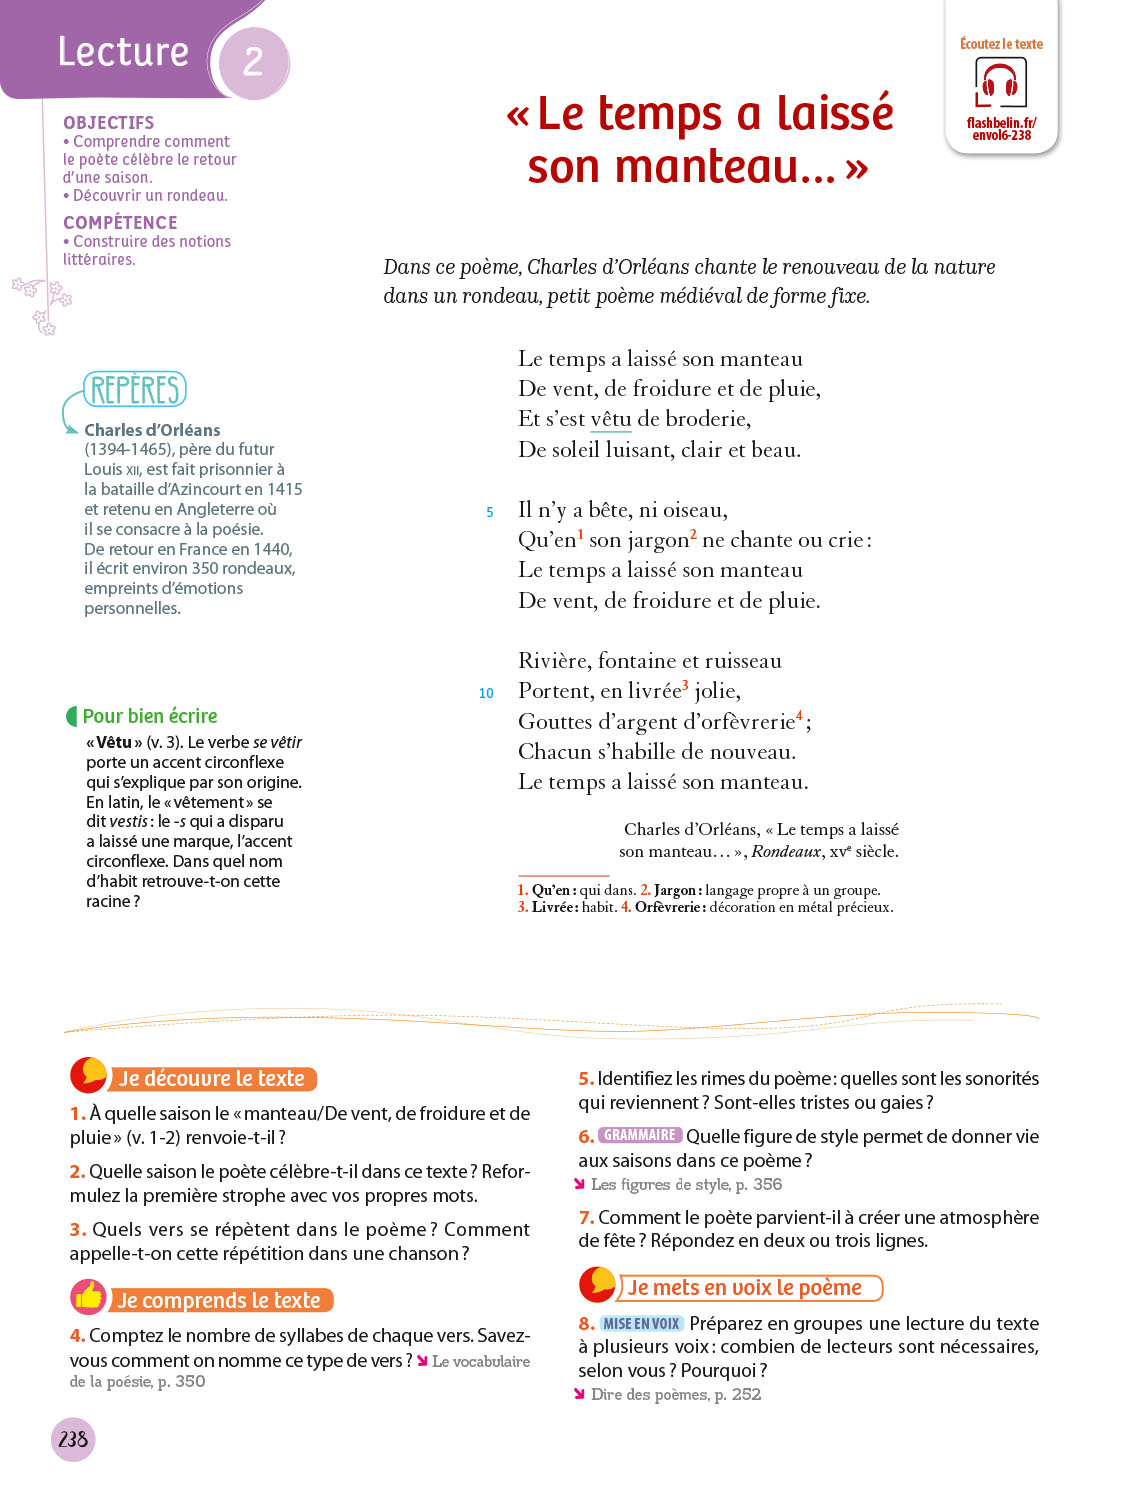 Lecture 2
Écoutez le texte
flashbelin.fr/
envol6-238
OBJECTIFS
• Comprendre comment
le poète célèbre le retour
d'une saison.
• Découvrir un rondeau.
COMPÉTENCE
• Construire des notions
littéraires.
« Le temps a laissé
son manteau... »
Dans ce poème, Charles d'Orléans chante le renouveau de la nature
dans un rondeau, petit poème médiéval de forme fixe.
REPÈRES
Charles d'Orléans
(1394-1465), père du futur
Louis XII, est fait prisonnier à
la bataille d'Azincourt en 1415
et retenu en Angleterre où
il se consacre à la poésie.
De retour en France en 1440,
il écrit environ 350 rondeaux,
empreints d'émotions
personnelles.
Pour bien écrire
« Vêtu » (v. 3). Le verbe se vêtir
porte un accent circonflexe
qui s'explique par son origine.
En latin, le « vêtement » se
dit vestis : le -s qui a disparu
a laissé une marque, l'accent
circonflexe. Dans quel nom
d'habit retrouve-t-on cette
racine ?
Le temps a laissé son manteau
De vent, de froidure et de pluie,
Et s'est vêtu de broderie,
De soleil luisant, clair et beau.
5 Il n'y a bête, ni oiseau,
Qu'en1 son jargon2 ne chante ou crie :
Le temps a laissé son manteau
De vent, de froidure et de pluie.
Rivière, fontaine et ruisseau
10 Portent, en livrée3 jolie,
Gouttes d'argent d'orfèvrerie4 ;
Chacun s'habille de nouveau.
Le temps a laissé son manteau.
Charles d'Orléans, « Le temps a laissé
son manteau... », Rondeaux, XVe siècle.
1. Qu'en : qui dans. 2. Jargon : langage propre à un groupe.
3. Livrée : habit. 4. Orfèvrerie : décoration en métal précieux.
Je découvre le texte
1. À quelle saison le « manteau/De vent, de froidure et de
pluie » (v. 1-2) renvoie-t-il ?
2. Quelle saison le poète célèbre-t-il dans ce texte ? Refor-
mulez la première strophe avec vos propres mots.
3. Quels vers se répètent dans le poème ? Comment
appelle-t-on cette répétition dans une chanson ?
Je comprends le texte
4. Comptez le nombre de syllabes de chaque vers. Savez-
vous comment on nomme ce type de vers ? ↘ Le vocabulaire
de la poésie, p. 350
5. Identifiez les rimes du poème : quelles sont les sonorités
qui reviennent ? Sont-elles tristes ou gaies ?
6. GRAMMAIRE Quelle figure de style permet de donner vie
aux saisons dans ce poème ?
↘ Les figures de style, p. 356
7. Comment le poète parvient-il à créer une atmosphère
de fête ? Répondez en deux ou trois lignes.
Je mets en voix le poème
8. MISE EN VOIX Préparez en groupes une lecture du texte
à plusieurs voix : combien de lecteurs sont nécessaires,
selon vous ? Pourquoi ?
↘ Dire des poèmes, p. 252
238